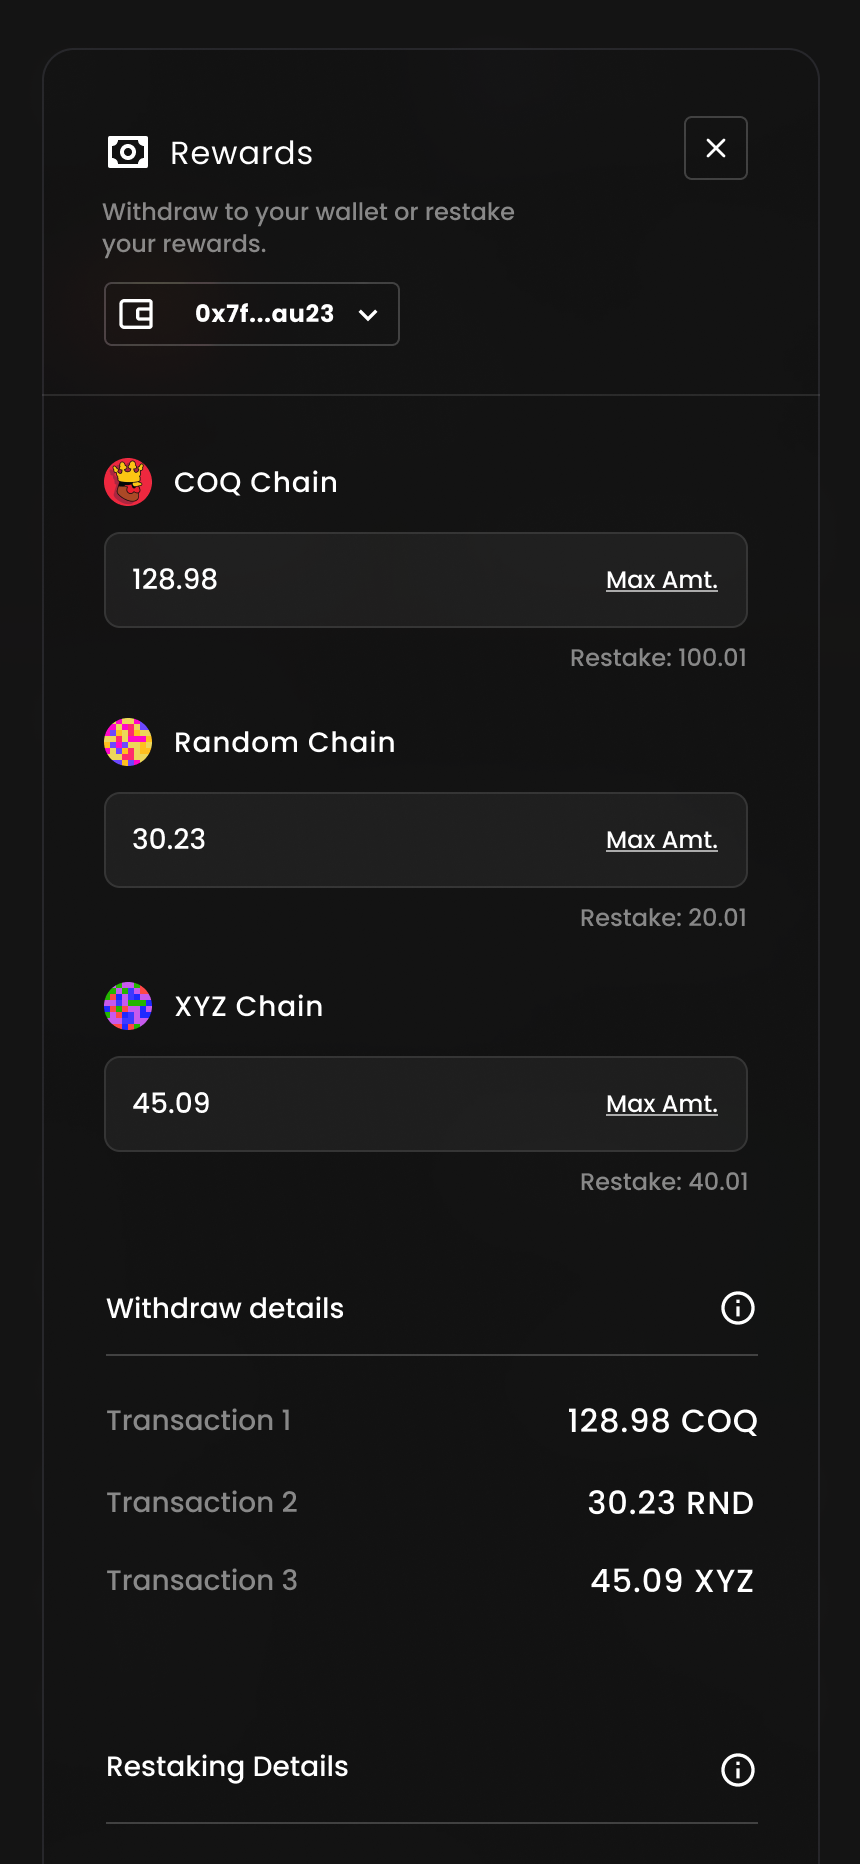 Rewards
Withdraw to your wallet or restake
your rewards.
0x7f...au23
COQ Chain
128.98 Max Amt.
Restake: 100.01
Random Chain
30.23 Max Amt.
Restake: 20.01
XYZ Chain
45.09 Max Amt.
Restake: 40.01
Withdraw details
Transaction 1 128.98 COQ
Transaction 2 30.23 RND
Transaction 3 45.09 XYZ
Restaking Details